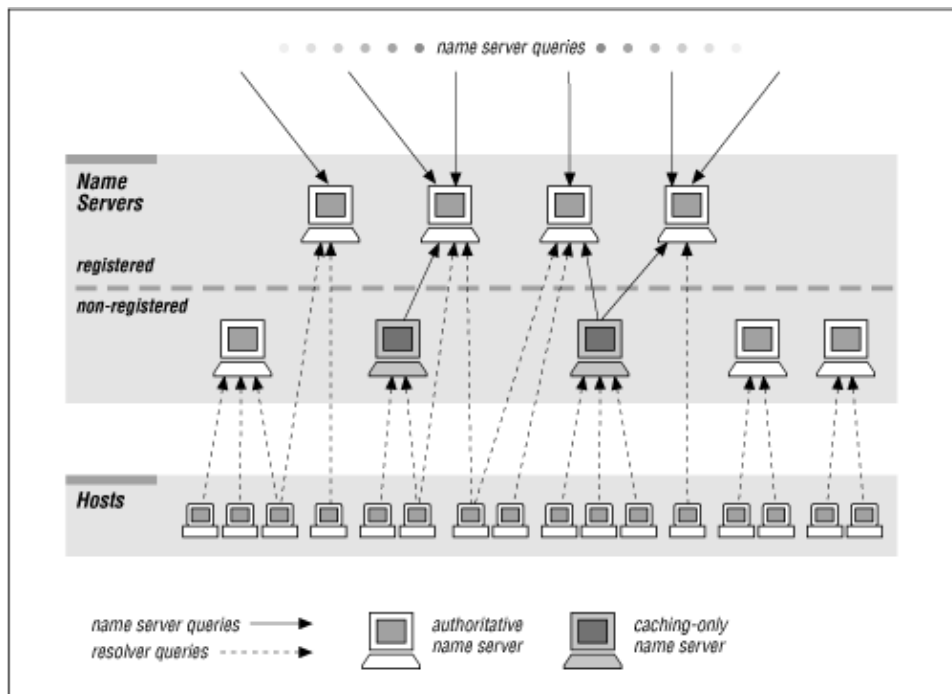 name server queries
Name
Servers
registered
non-registered
Hosts
name server queries
resolver queries
authoritative
name server
caching-only
name server